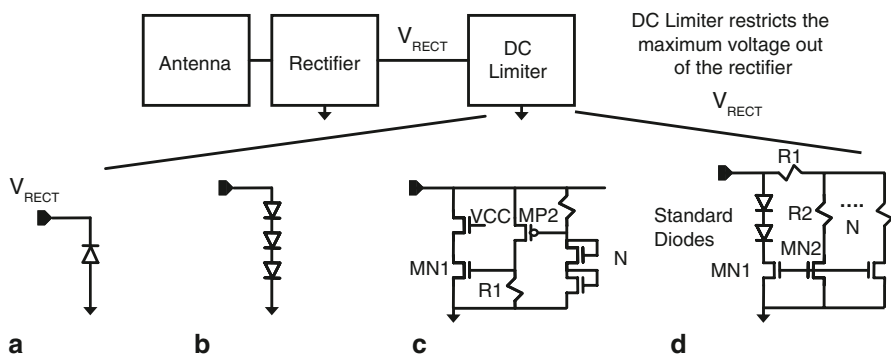 Antenna
Rectifier
V_RECT
DC
Limiter
DC Limiter restricts the
maximum voltage out
of the rectifier
V_RECT
V_RECT
VCC
MP2
MN1
R1
N
R1
R2
....
N
Standard
Diodes
MN2
MN1
a
b
c
d